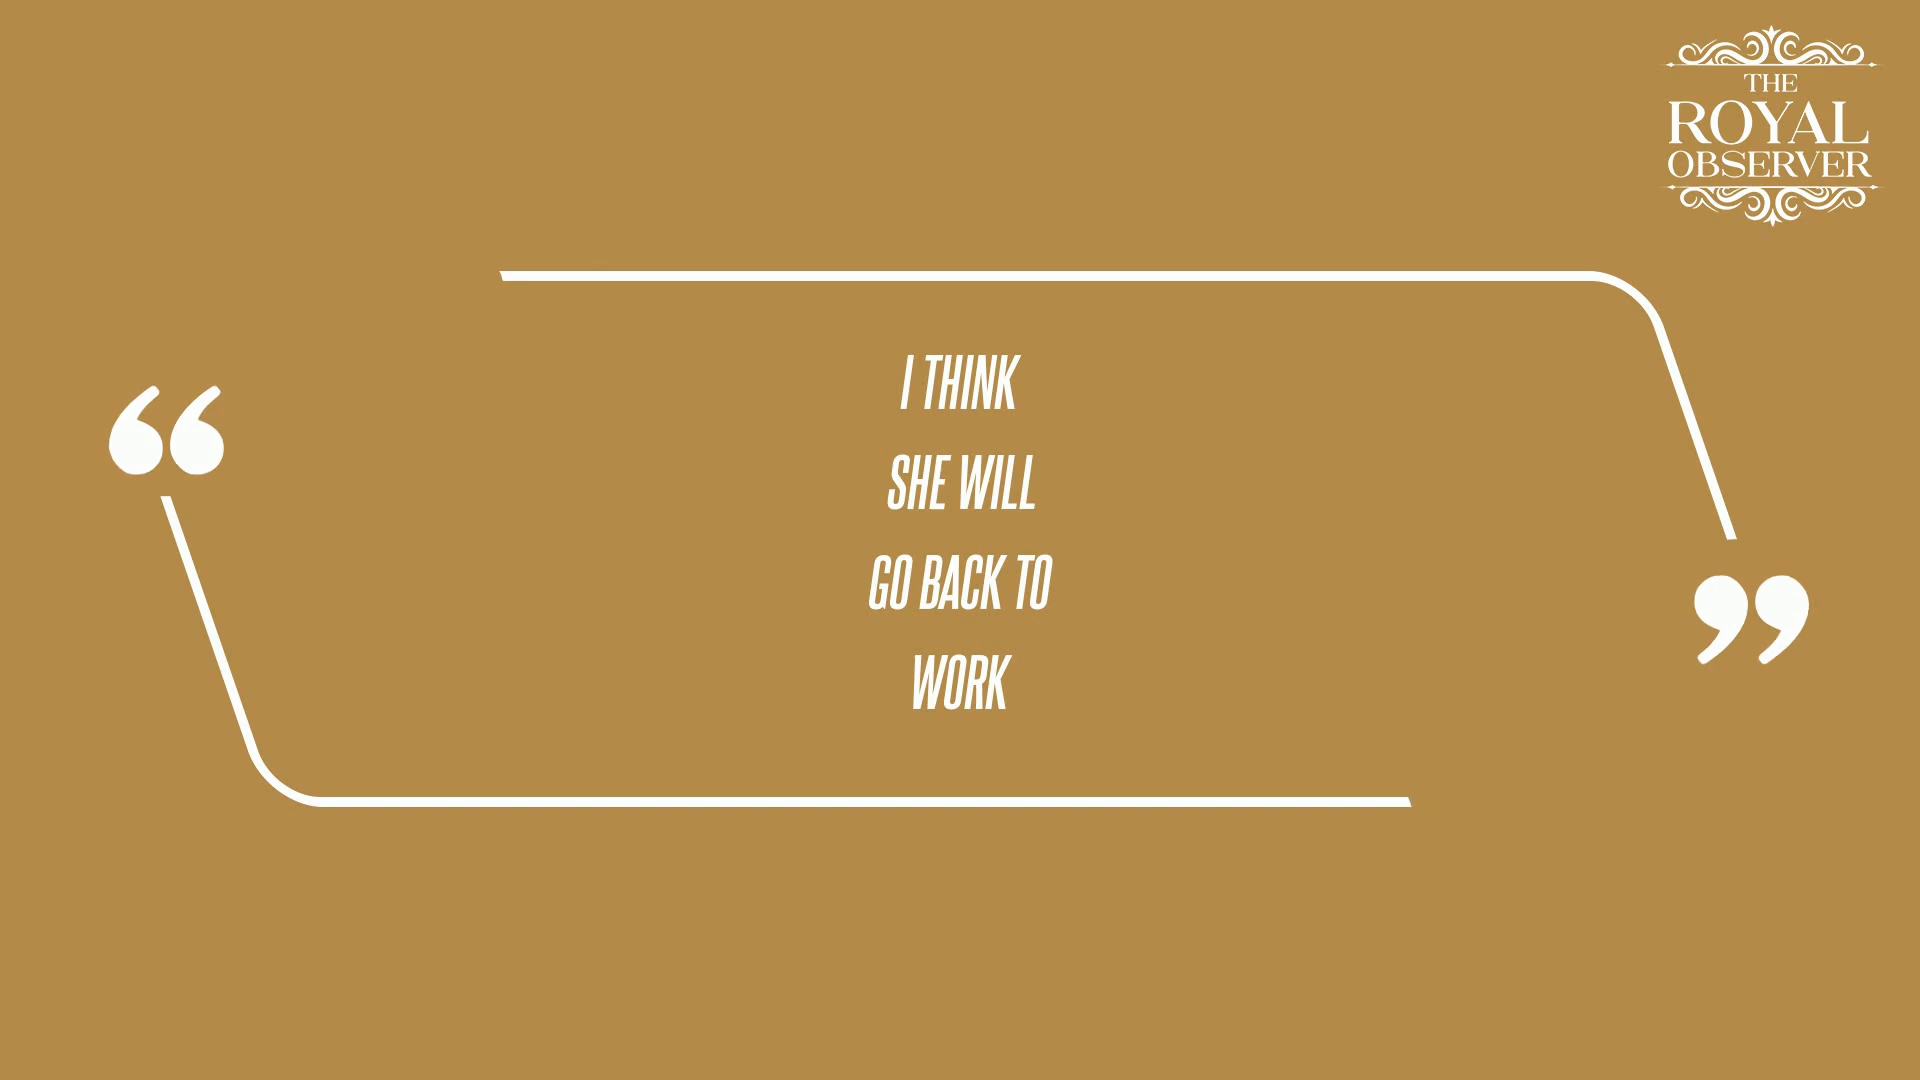 THE
ROYAL
OBSERVER
“
I THINK
SHE WILL
GO BACK TO
WORK
”